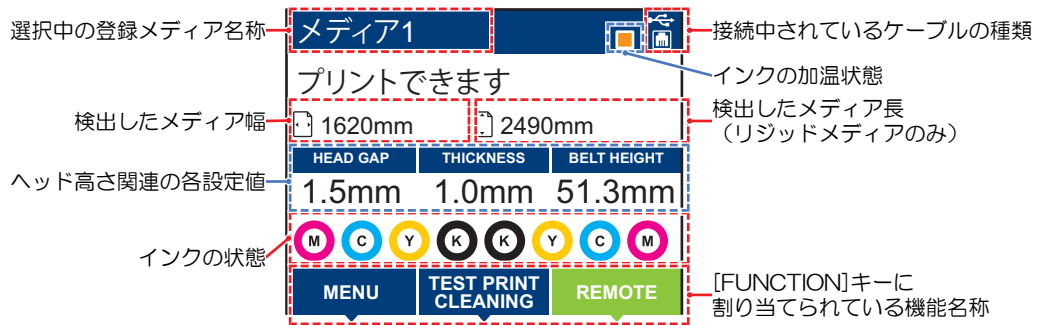 選択中の登録メディア名称
メディア1
接続中されているケーブルの種類
インクの加温状態
プリントできます
検出したメディア幅
1620mm
2490mm
検出したメディア長
（リジッドメディアのみ）
HEAD GAP THICKNESS BELT HEIGHT
ヘッド高さ関連の各設定値
1.5mm 1.0mm 51.3mm
M C Y K K Y C M
インクの状態
MENU
TEST PRINT
CLEANING
REMOTE
[FUNCTION]キーに
割り当てられている機能名称